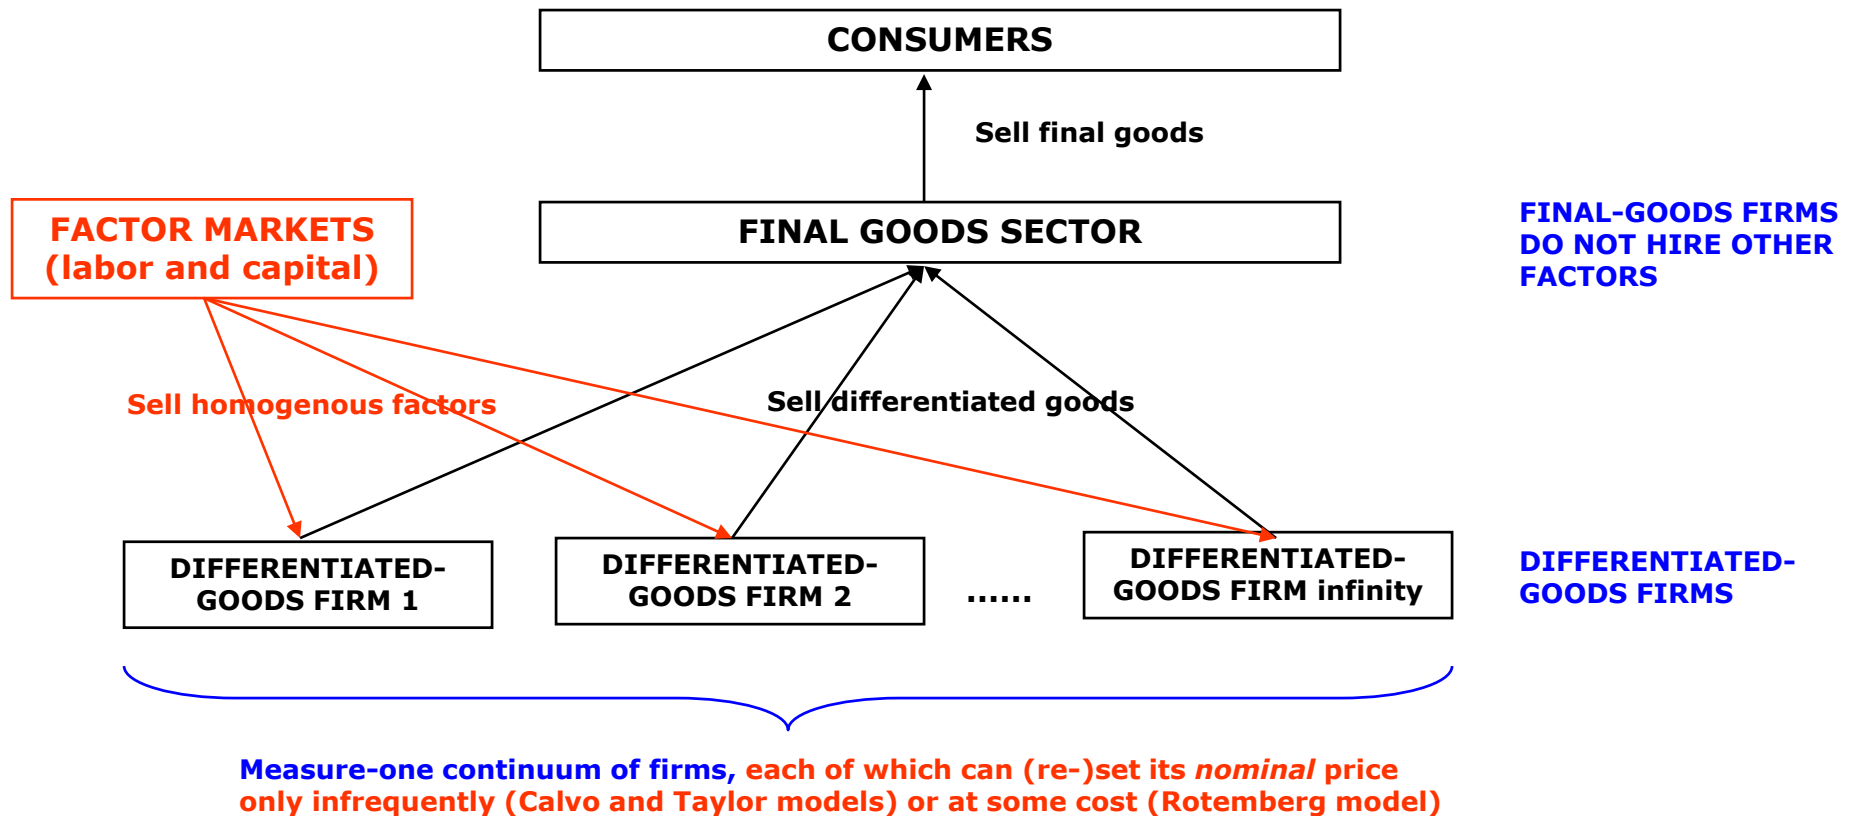 CONSUMERS
Sell final goods
FACTOR MARKETS
(labor and capital)
FINAL GOODS SECTOR
FINAL-GOODS FIRMS
DO NOT HIRE OTHER
FACTORS
Sell homogenous factors
Sell differentiated goods
DIFFERENTIATED-
GOODS FIRM 1
DIFFERENTIATED-
GOODS FIRM 2
......
DIFFERENTIATED-
GOODS FIRM infinity
DIFFERENTIATED-
GOODS FIRMS
Measure-one continuum of firms, each of which can (re-)set its nominal price
only infrequently (Calvo and Taylor models) or at some cost (Rotemberg model)